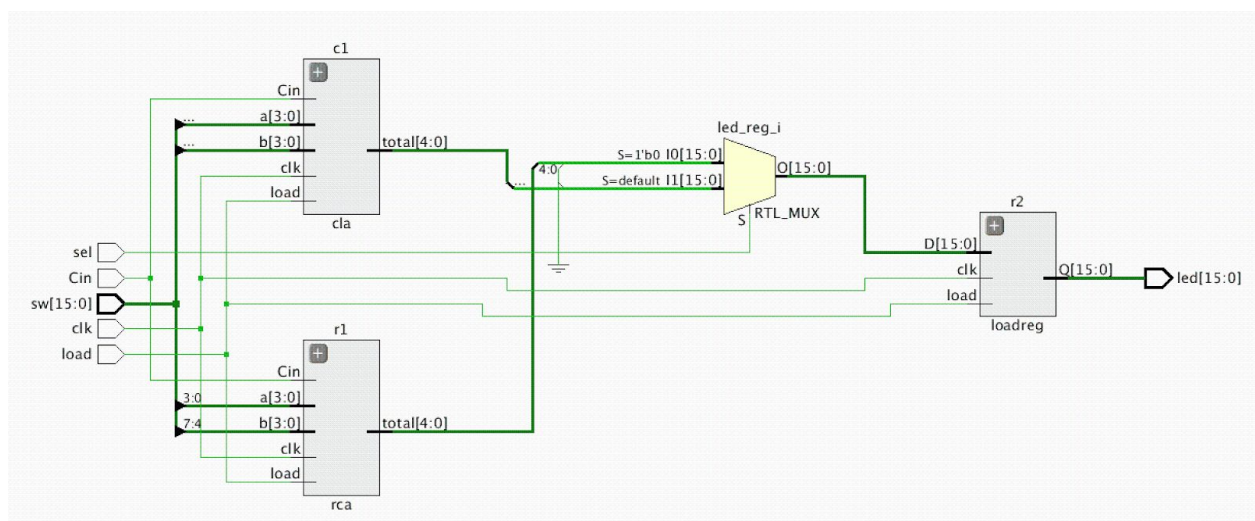 c1
Cin
...
a[3:0]
...
b[3:0]
clk
load
total[4:0]
cla
led_reg_i
S=1'b0 I0[15:0]
4:0
...
S=default I1[15:0]
O[15:0]
S
RTL_MUX
r2
D[15:0]
clk
load
Q[15:0]
loadreg
led[15:0]
sel
Cin
sw[15:0]
clk
load
r1
Cin
3:0
a[3:0]
7:4
b[3:0]
clk
load
total[4:0]
rca